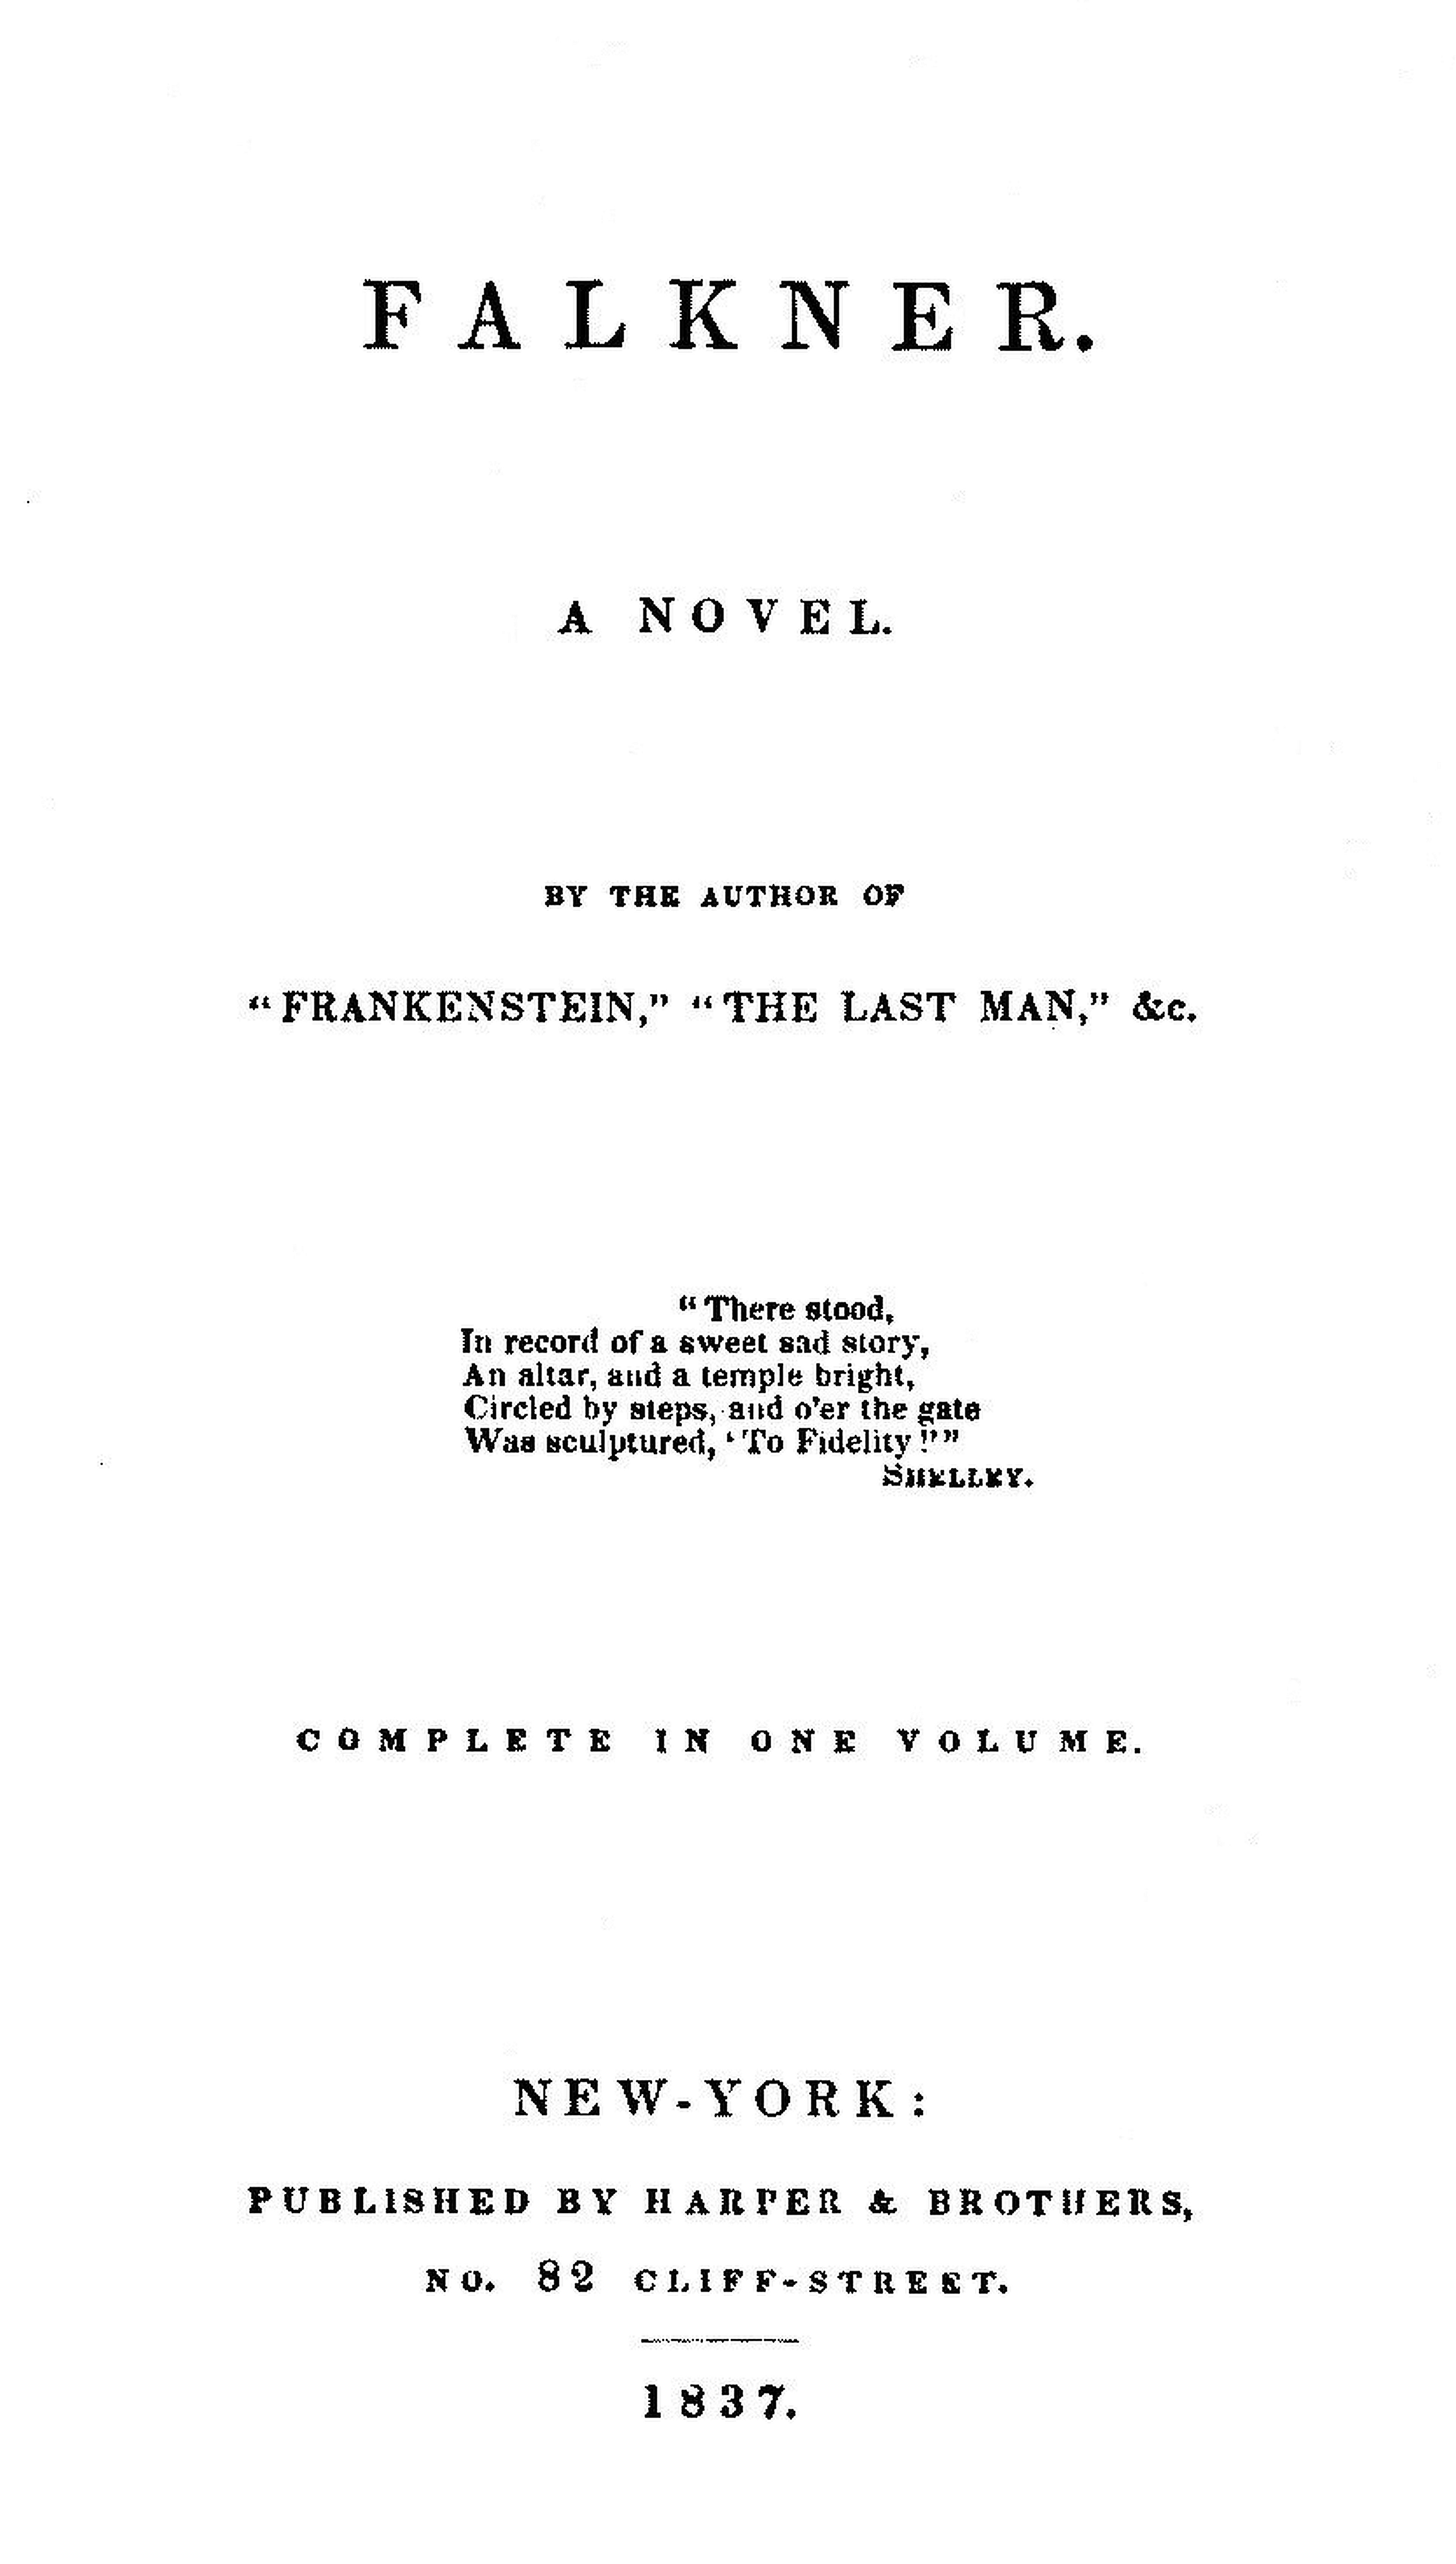 FALKNER.
A NOVEL.
BY THE AUTHOR OF
“FRANKENSTEIN,” “THE LAST MAN,” &c.
“There stood,
In record of a sweet sad story,
An altar, and a temple bright,
Circled by steps, and o'er the gate
Was sculptured, ‘To Fidelity!’”
SHELLEY.
COMPLETE IN ONE VOLUME.
NEW-YORK:
PUBLISHED BY HARPER & BROTHERS,
NO. 82 CLIFF-STREET.
1837.